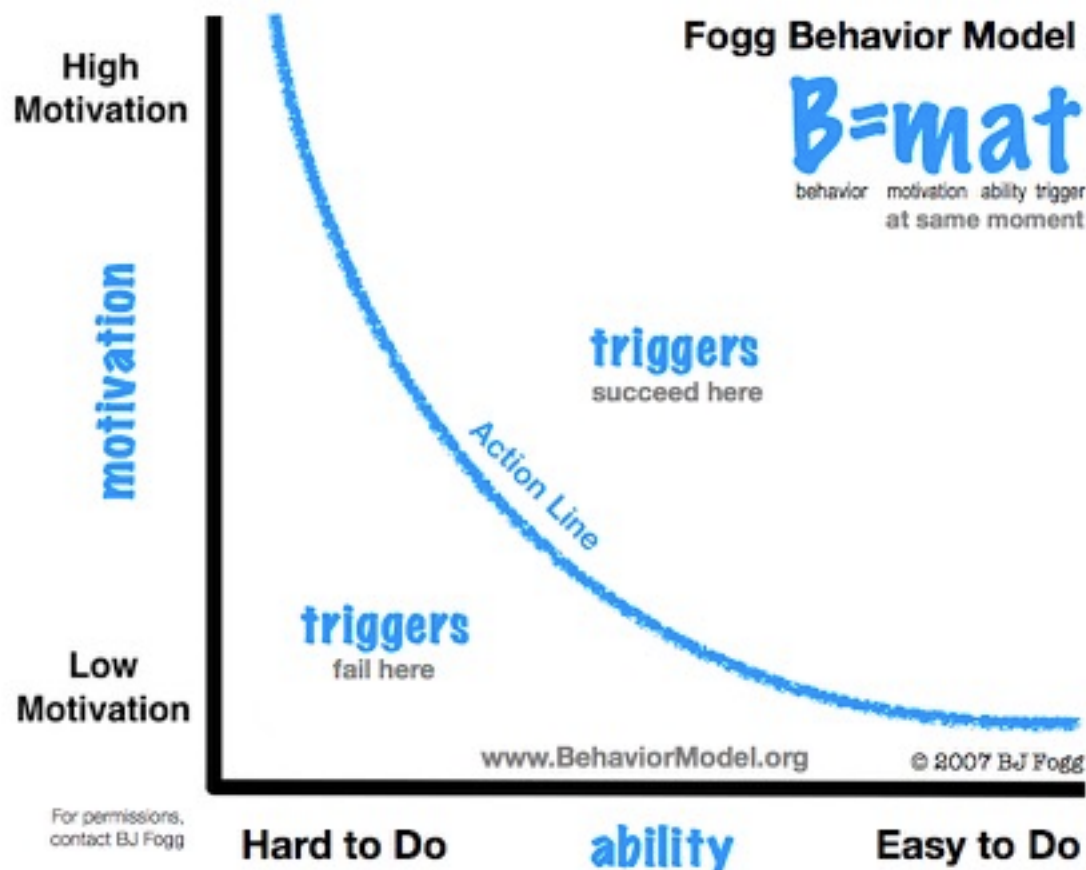 Fogg Behavior Model
B=mat
behavior motivation ability trigger
at same moment
High
Motivation
motivation
triggers
succeed here
Action Line
triggers
fail here
Low
Motivation
www.BehaviorModel.org
© 2007 BJ Fogg
For permissions,
contact BJ Fogg
Hard to Do
ability
Easy to Do